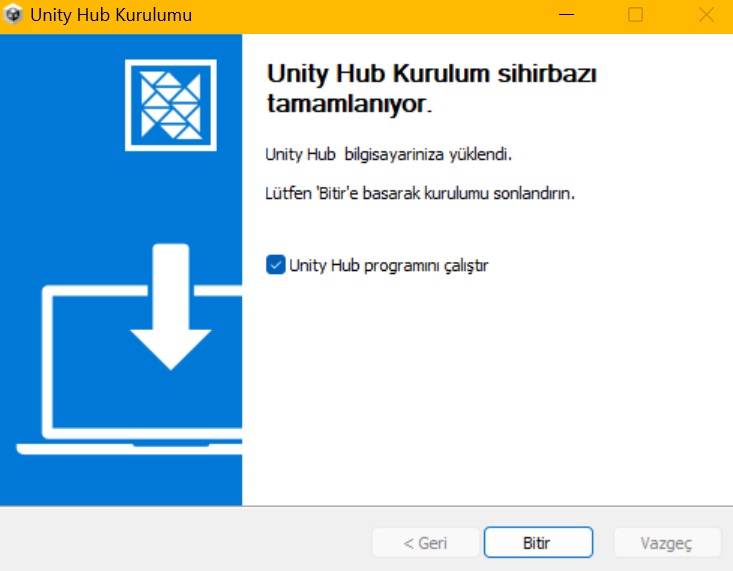 Unity Hub Kurulumu
Unity Hub Kurulum sihirbazı
tamamlanıyor.
Unity Hub  bilgisayariniza yüklendi.
Lütfen 'Bitir'e basarak kurulumu sonlandırın.
Unity Hub programını çalıştır
< Geri
Bitir
Vazgeç